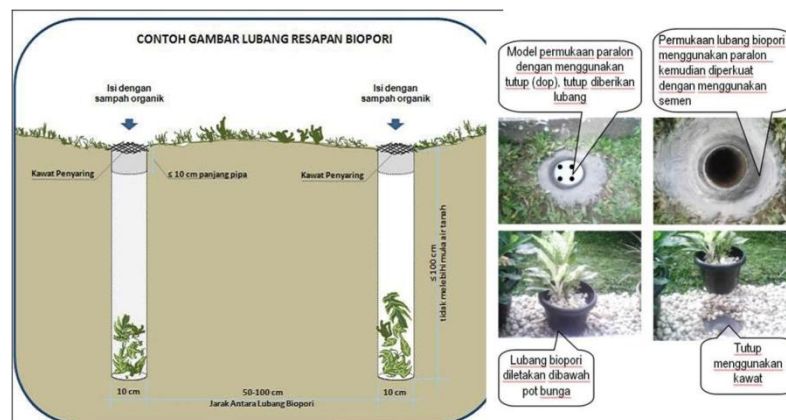 CONTOH GAMBAR LUBANG RESAPAN BIOPORI
Isi dengan
sampah organik
Isi dengan
sampah organik
Kawat Penyaring
≤ 10 cm panjang pipa
Kawat Penyaring
≤ 100 cm
tidak melebihi muka air tanah
10 cm
50-100 cm
10 cm
Jarak Antara Lubang Biopori
Model permukaan paralon
dengan menggunakan
tutup (dop), tutup diberikan
lubang
Permukaan lubang biopori
menggunakan paralon
kemudian diperkuat
dengan menggunakan
semen
Lubang biopori
diletakan dibawah
pot bunga
Tutup
menggunakan
kawat